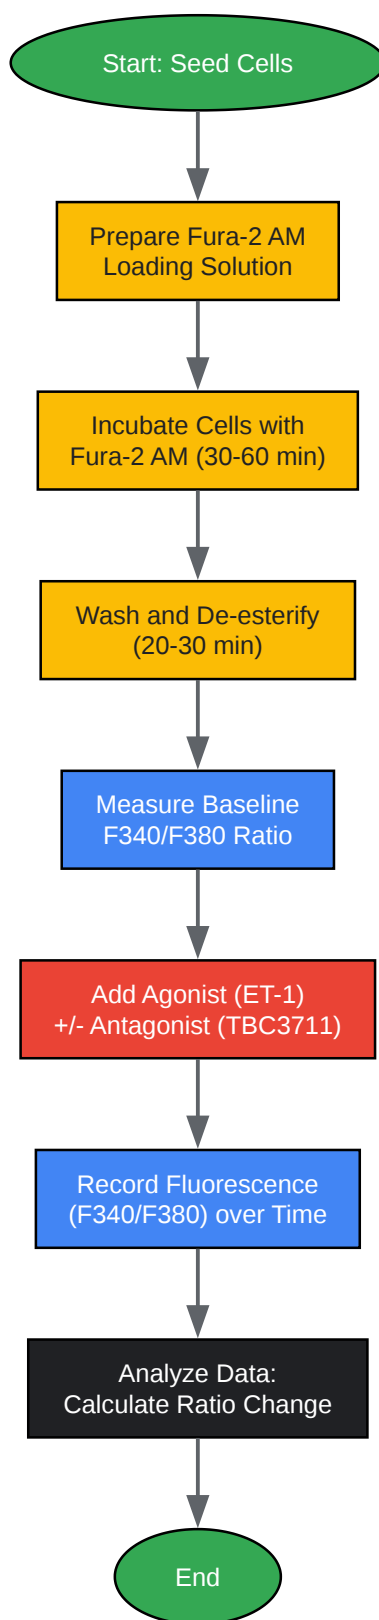 Start: Seed Cells
Prepare Fura-2 AM
Loading Solution
Incubate Cells with
Fura-2 AM (30-60 min)
Wash and De-esterify
(20-30 min)
Measure Baseline
F340/F380 Ratio
Add Agonist (ET-1)
+/- Antagonist (TBC3711)
Record Fluorescence
(F340/F380) over Time
Analyze Data:
Calculate Ratio Change
End